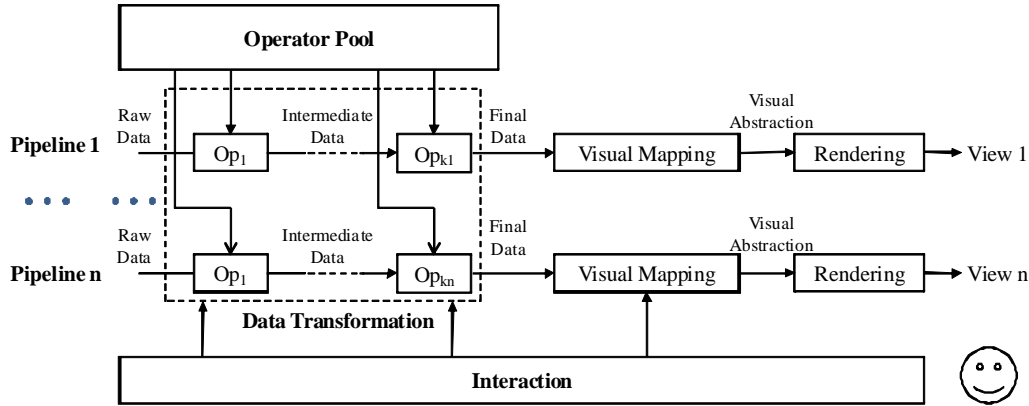 Operator Pool
Raw
Data
Intermediate
Data
Final
Data
Visual
Abstraction
Pipeline 1
Op1
Opk1
Visual Mapping
Rendering
View 1
Raw
Data
Intermediate
Data
Final
Data
Visual
Abstraction
Pipeline n
Op1
Opkn
Visual Mapping
Rendering
View n
Data Transformation
Interaction